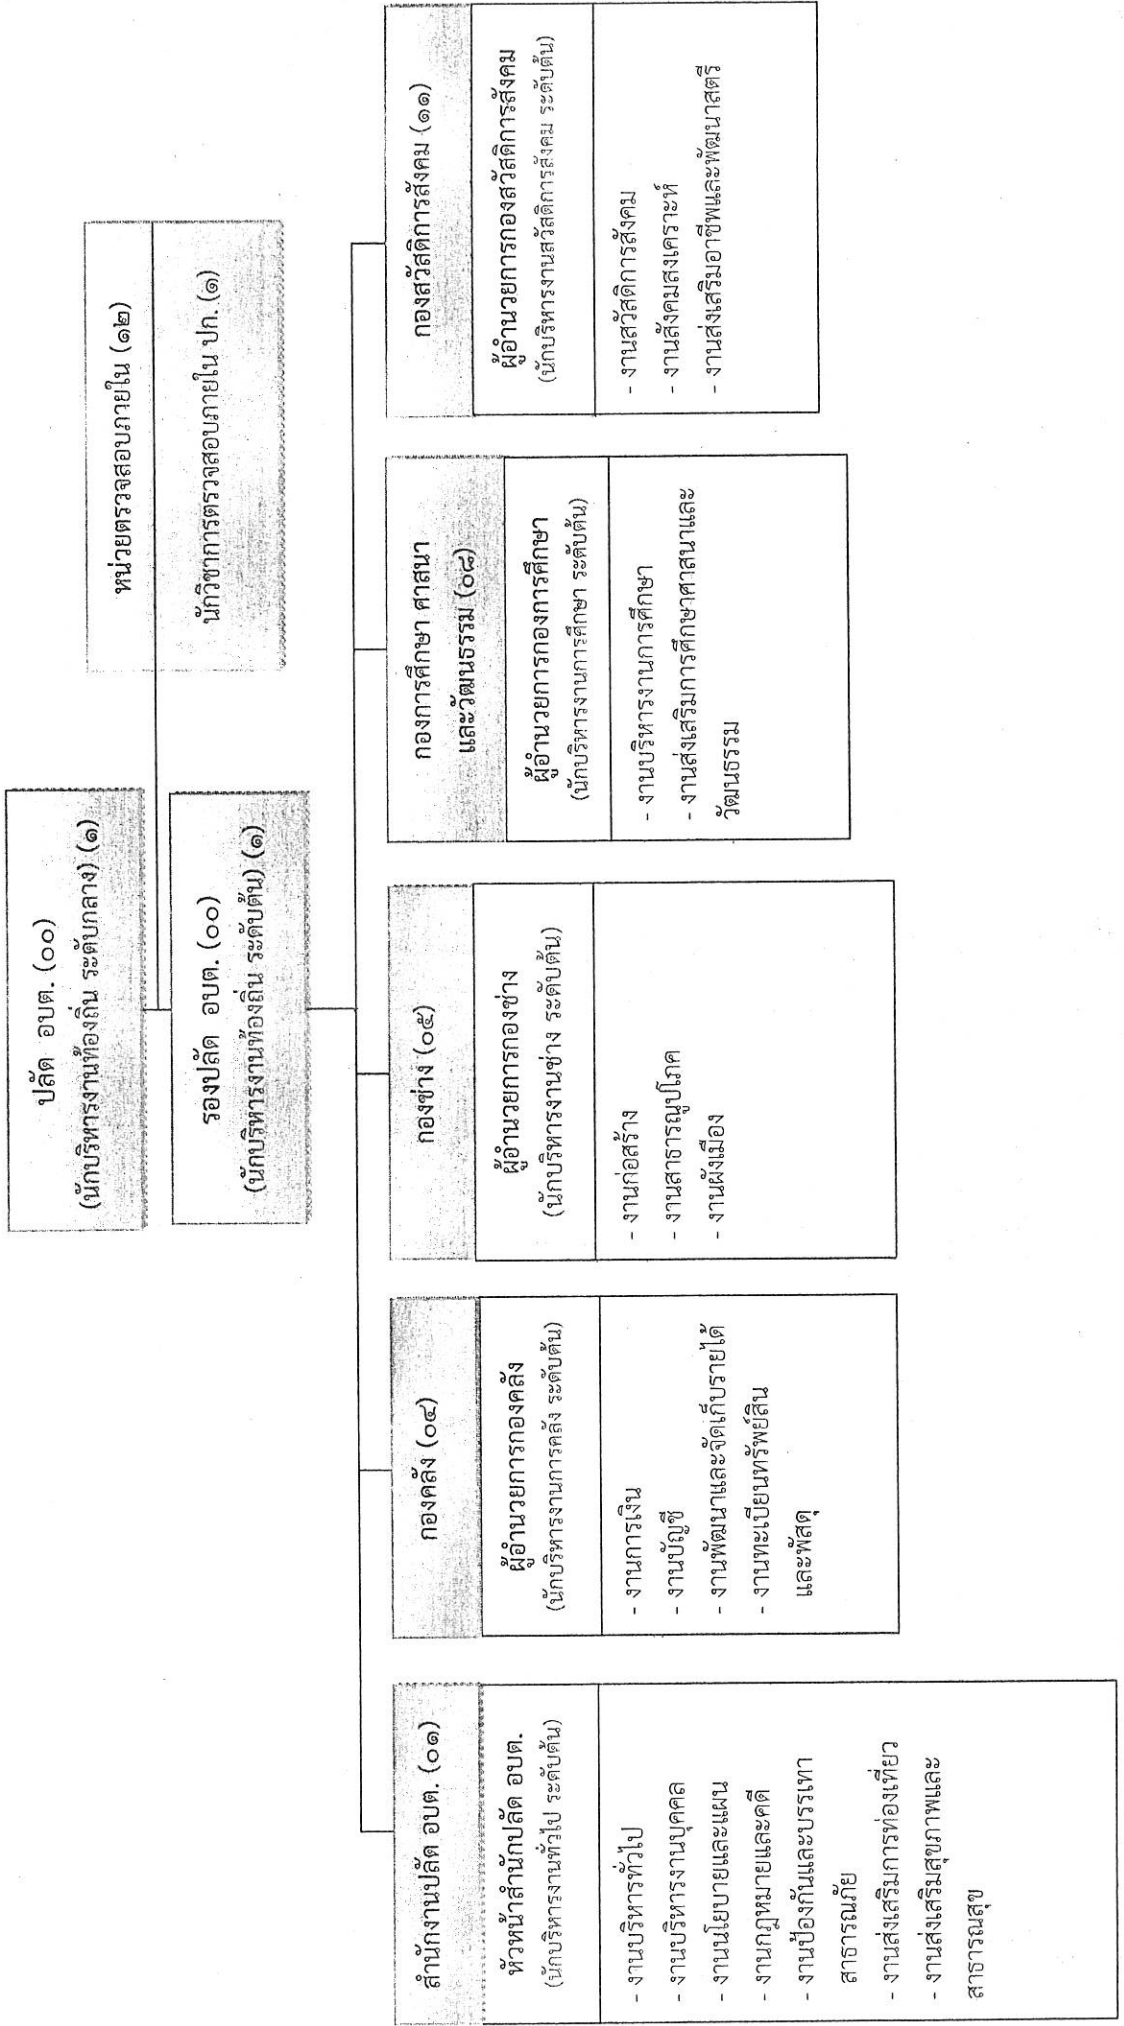 ปลัด อบต. (๐๐)
(นักบริหารงานท้องถิ่น ระดับกลาง) (๑)
หน่วยตรวจสอบภายใน (๑๒)
นักวิชาการตรวจสอบภายใน ปก. (๑)
รองปลัด อบต. (๐๐)
(นักบริหารงานท้องถิ่น ระดับต้น) (๑)
สำนักงานปลัด อบต. (๐๑)
หัวหน้าสำนักปลัด อบต.
(นักบริหารงานทั่วไป ระดับต้น)
- งานบริหารทั่วไป
- งานบริหารงานบุคคล
- งานนโยบายและแผน
- งานกฎหมายและคดี
- งานป้องกันและบรรเทา
สาธารณภัย
- งานส่งเสริมการท่องเที่ยว
- งานส่งเสริมสุขภาพและ
สาธารณสุข
กองคลัง (๐๔)
ผู้อำนวยการกองคลัง
(นักบริหารงานการคลัง ระดับต้น)
- งานการเงิน
- งานบัญชี
- งานพัฒนาและจัดเก็บรายได้
- งานทะเบียนทรัพย์สิน
และพัสดุ
กองช่าง (๐๕)
ผู้อำนวยการกองช่าง
(นักบริหารงานช่าง ระดับต้น)
- งานก่อสร้าง
- งานสาธารณูปโภค
- งานผังเมือง
กองการศึกษา ศาสนา
และวัฒนธรรม (๐๘)
ผู้อำนวยการกองการศึกษา
(นักบริหารงานการศึกษา ระดับต้น)
- งานบริหารงานการศึกษา
- งานส่งเสริมการศึกษาศาสนาและ
วัฒนธรรม
กองสวัสดิการสังคม (๑๑)
ผู้อำนวยการกองสวัสดิการสังคม
(นักบริหารงานสวัสดิการสังคม ระดับต้น)
- งานสวัสดิการสังคม
- งานสังคมสงเคราะห์
- งานส่งเสริมอาชีพและพัฒนาสตรี